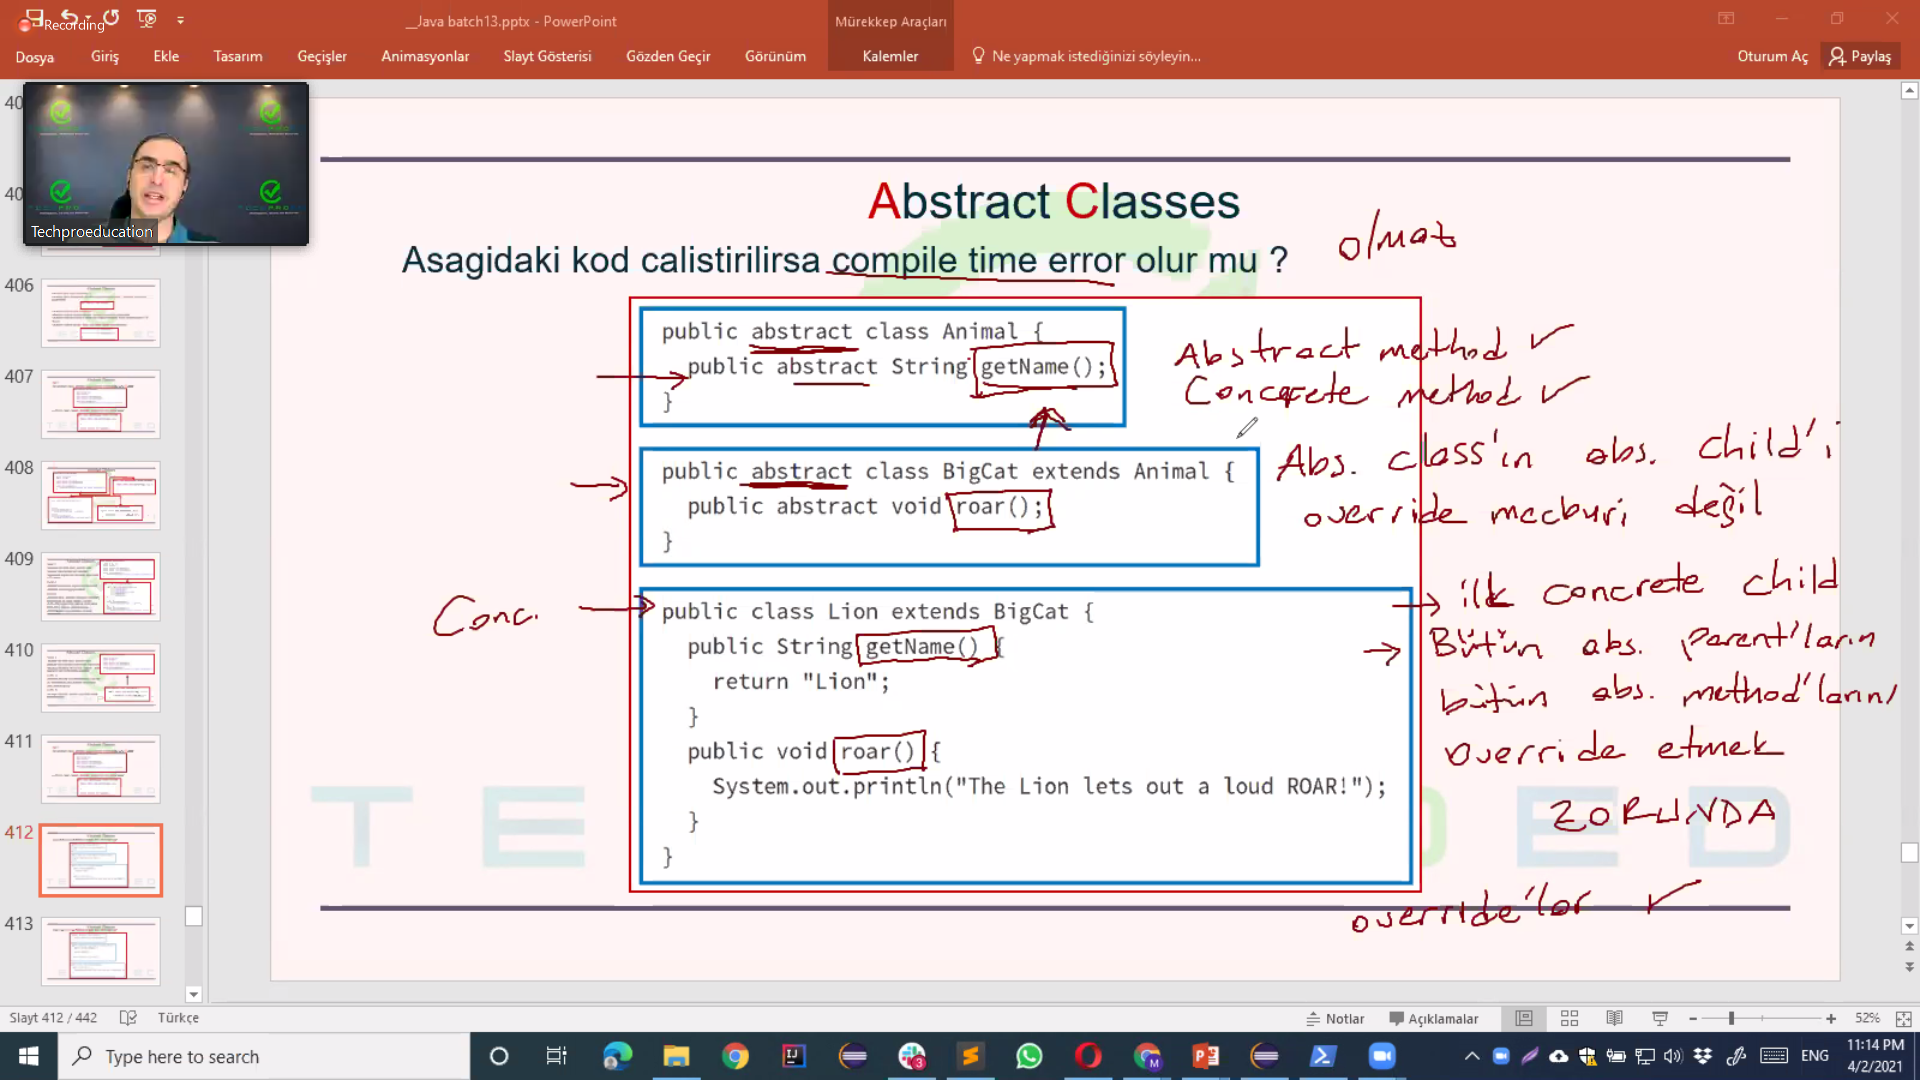 Recording
__Java batch13.pptx - PowerPoint
Mürekkep Araçları
Dosya Giriş Ekle Tasarım Geçişler Animasyonlar Slayt Gösterisi Gözden Geçir Görünüm Kalemler Ne yapmak istediğinizi söyleyin... Oturum Aç Paylaş
Techproeducation
406
407
408
409
410
411
412
413
Abstract Classes
Asagidaki kod calistirilirsa compile time error olur mu ?
olmaz
public abstract class Animal {
public abstract String getName();
}
Abstract method ✓
Concrete method ✓
public abstract class BigCat extends Animal {
public abstract void roar();
}
Abs. class'ın abs. child'ı
override mecburi değil
Conc.
public class Lion extends BigCat {
public String getName() {
return "Lion";
}
public void roar() {
System.out.println("The Lion lets out a loud ROAR!");
}
}
→ ilk concrete child
→ Bütün abs. parent'ların
bütün abs. method'larını
override etmek
ZORUNDA
override'lar ✓
Slayt 412 / 442 Türkçe Notlar Açıklamalar 52%
Type here to search
ENG
11:14 PM
4/2/2021